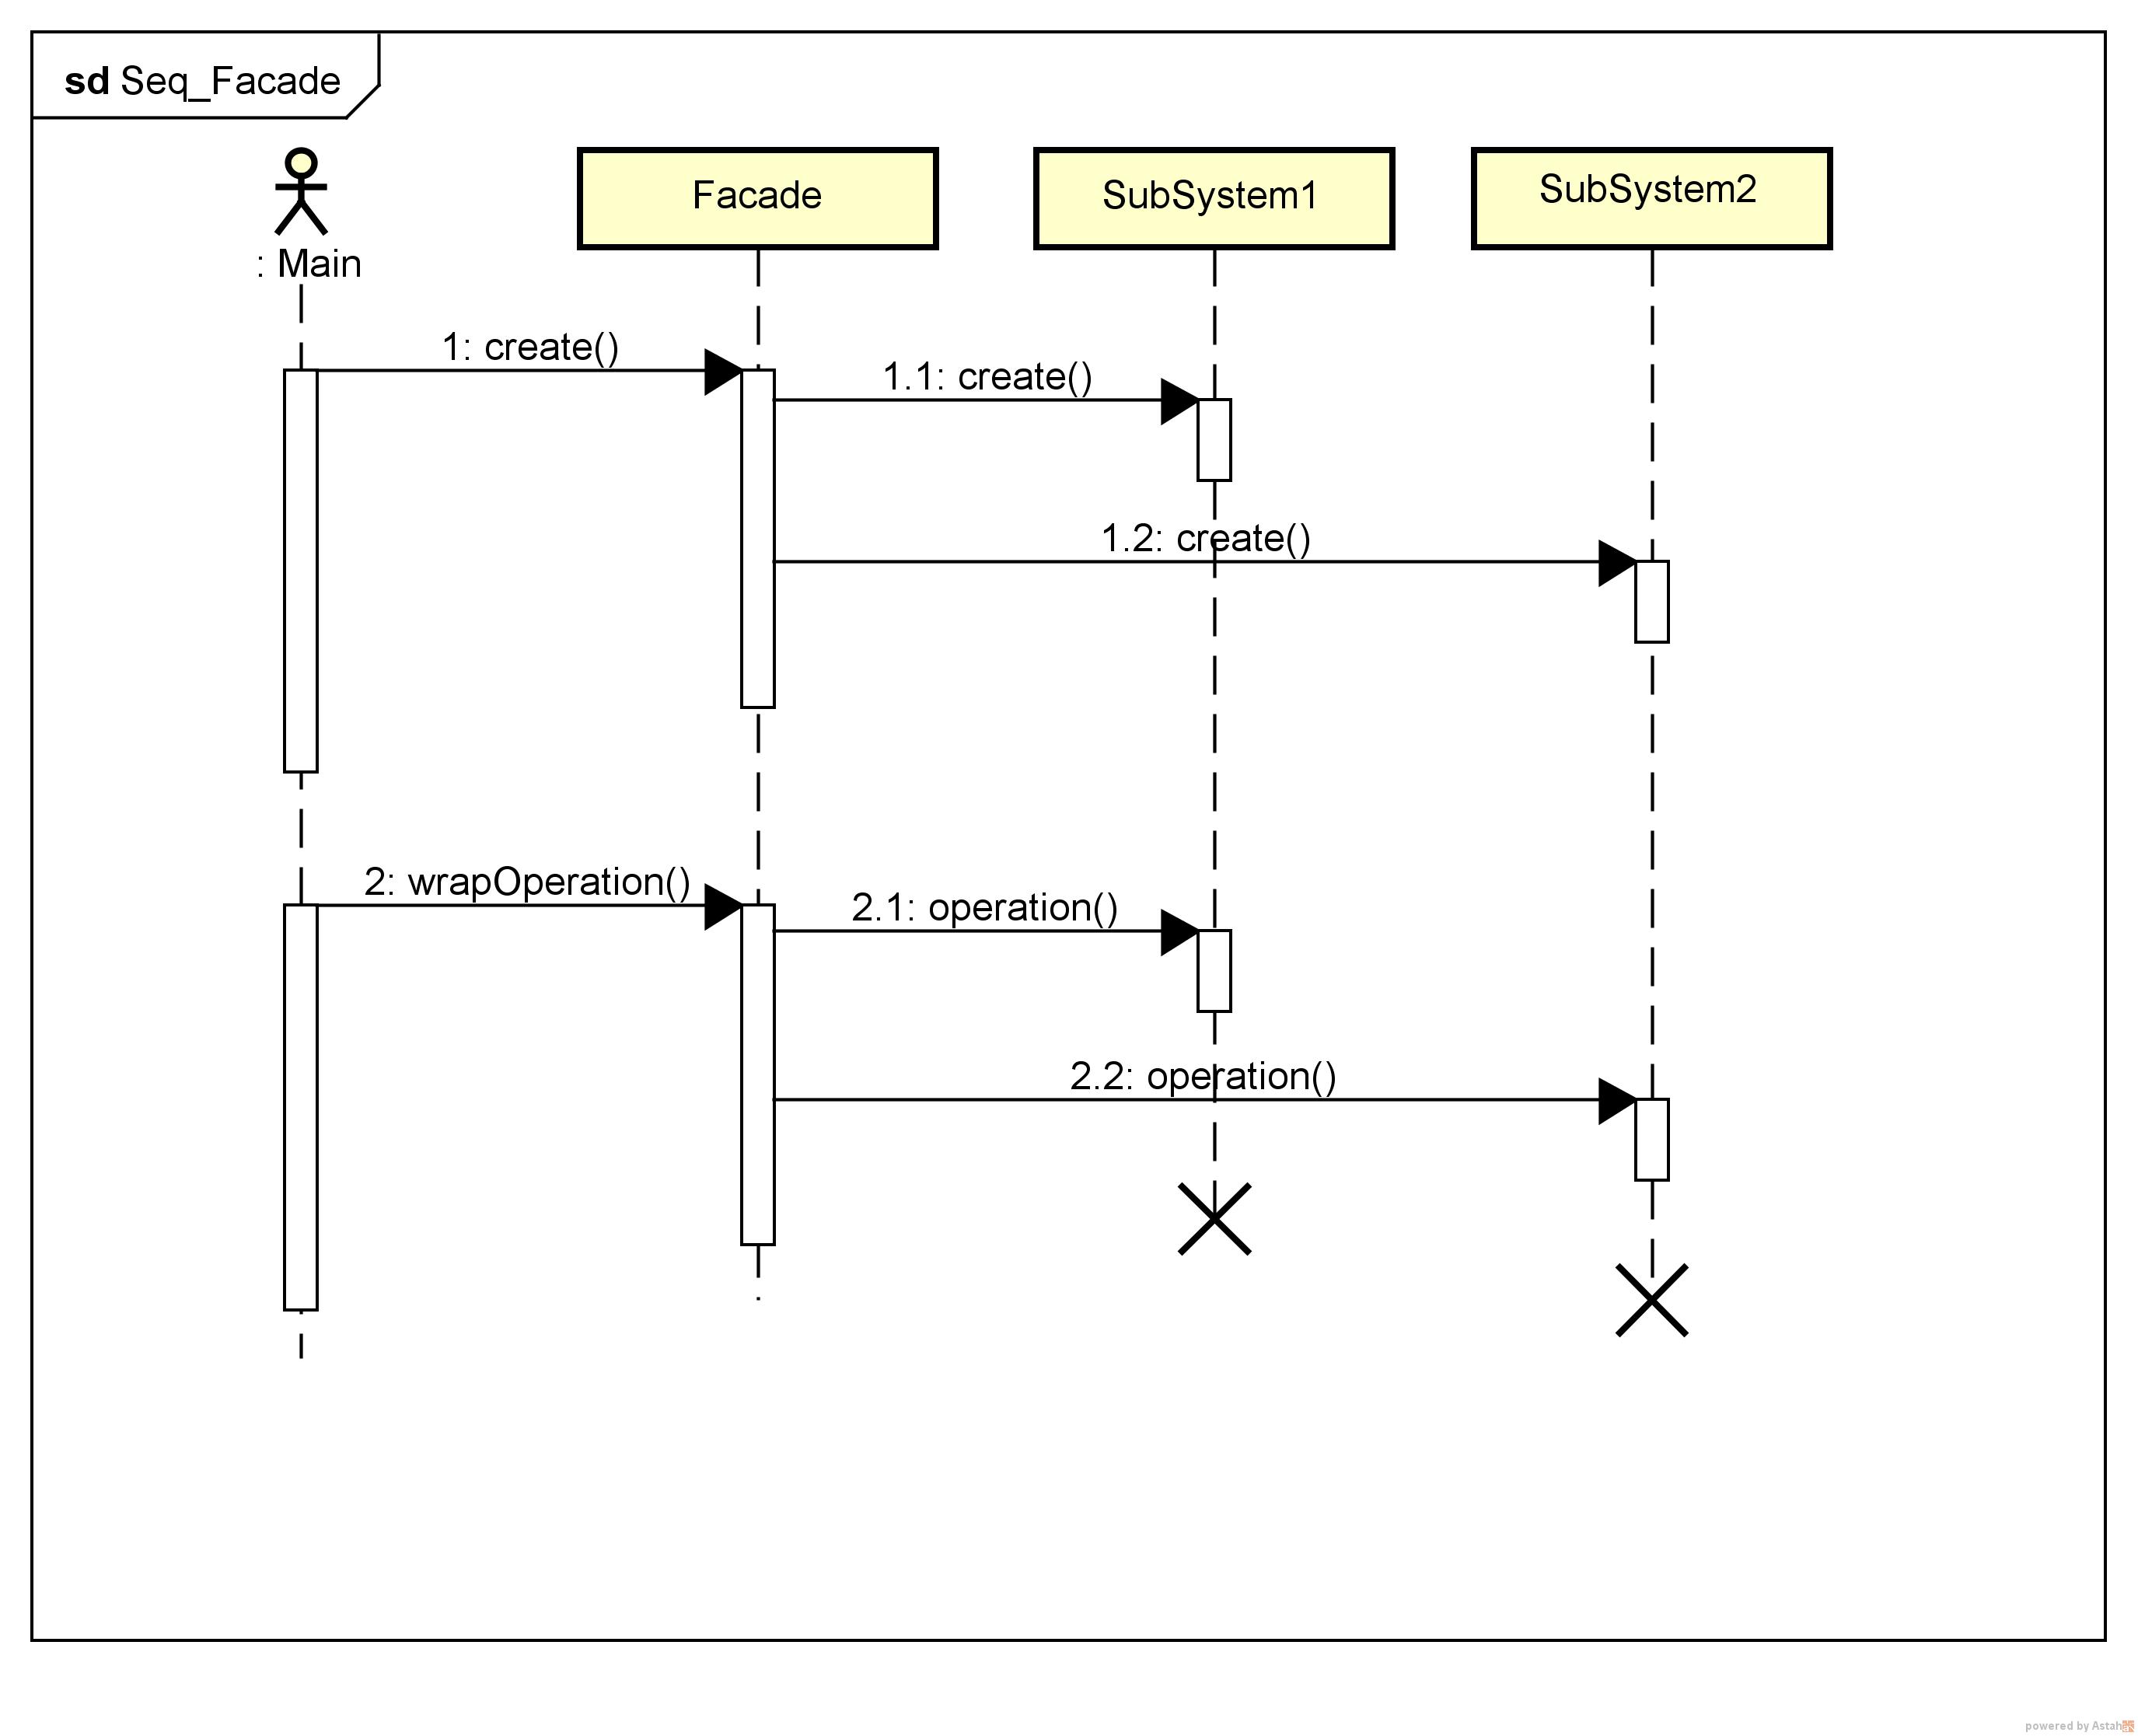 sd Seq_Facade
Facade
SubSystem1
SubSystem2
: Main
1: create()
1.1: create()
1.2: create()
2: wrapOperation()
2.1: operation()
2.2: operation()
powered by Astah